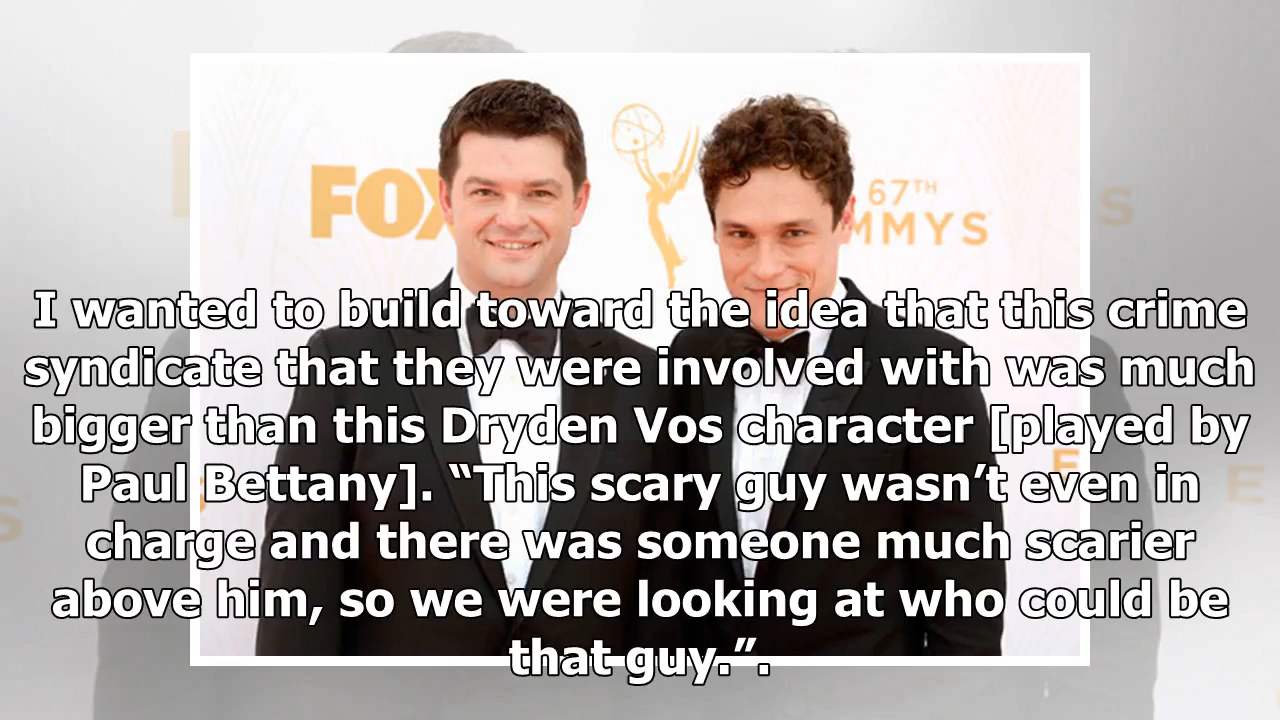 FOX
67TH
MMYS
S
I wanted to build toward the idea that this crime
syndicate that they were involved with was much
bigger than this Dryden Vos character [played by
Paul Bettany]. “This scary guy wasn’t even in
E
E
S
charge and there was someone much scarier
above him, so we were looking at who could be
that guy.”.